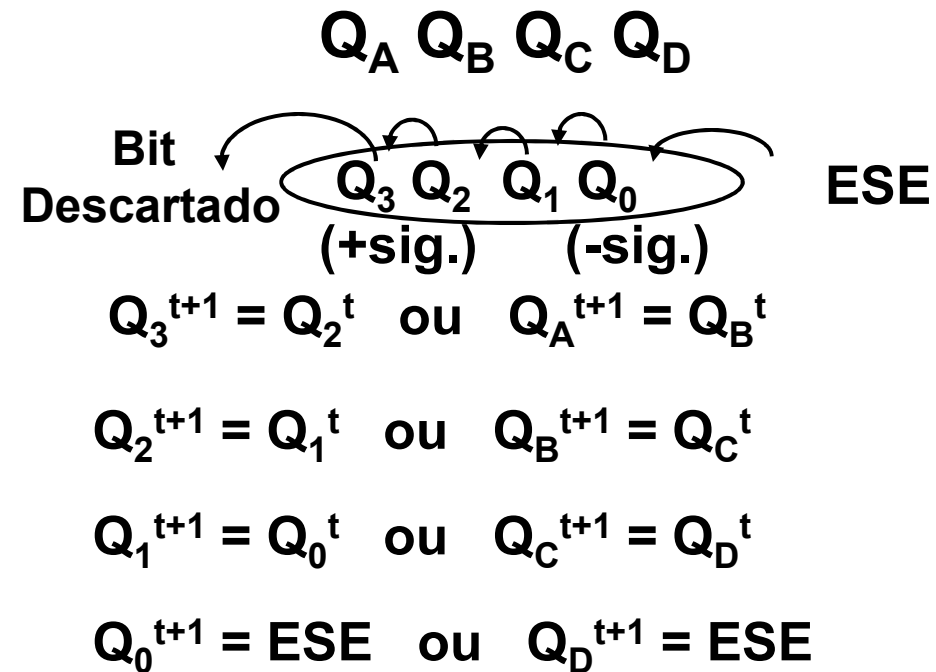 Q_A Q_B Q_C Q_D
Bit
Descartado
Q_3 Q_2 Q_1 Q_0
ESE
(+sig.) (-sig.)
Q_3^{t+1} = Q_2^t ou Q_A^{t+1} = Q_B^t
Q_2^{t+1} = Q_1^t ou Q_B^{t+1} = Q_C^t
Q_1^{t+1} = Q_0^t ou Q_C^{t+1} = Q_D^t
Q_0^{t+1} = ESE ou Q_D^{t+1} = ESE